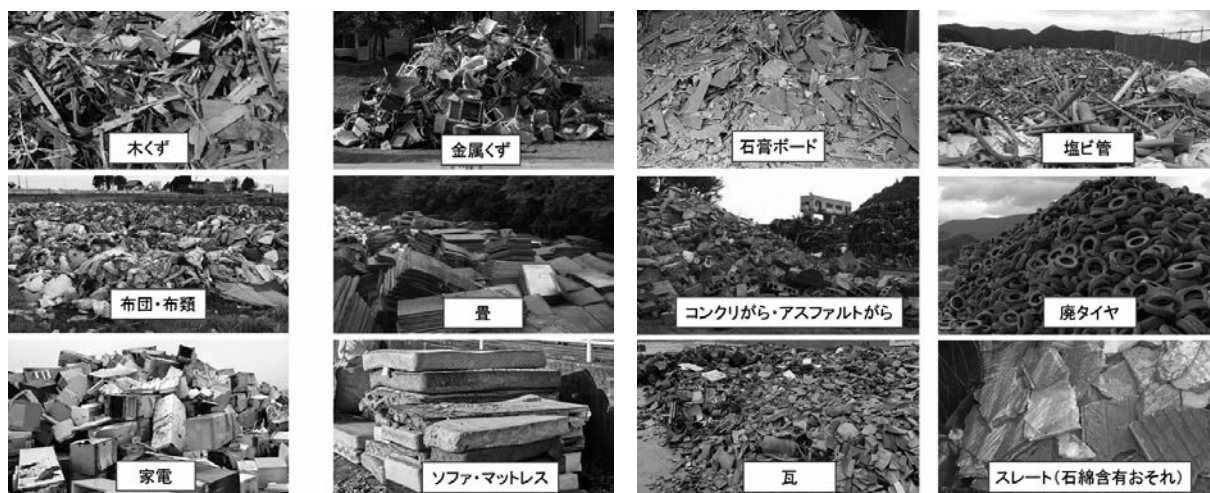 木くず
金属くず
石膏ボード
塩ビ管
布団・布類
畳
コンクリがら・アスファルトがら
廃タイヤ
家電
ソファ・マットレス
瓦
スレート(石綿含有おそれ)